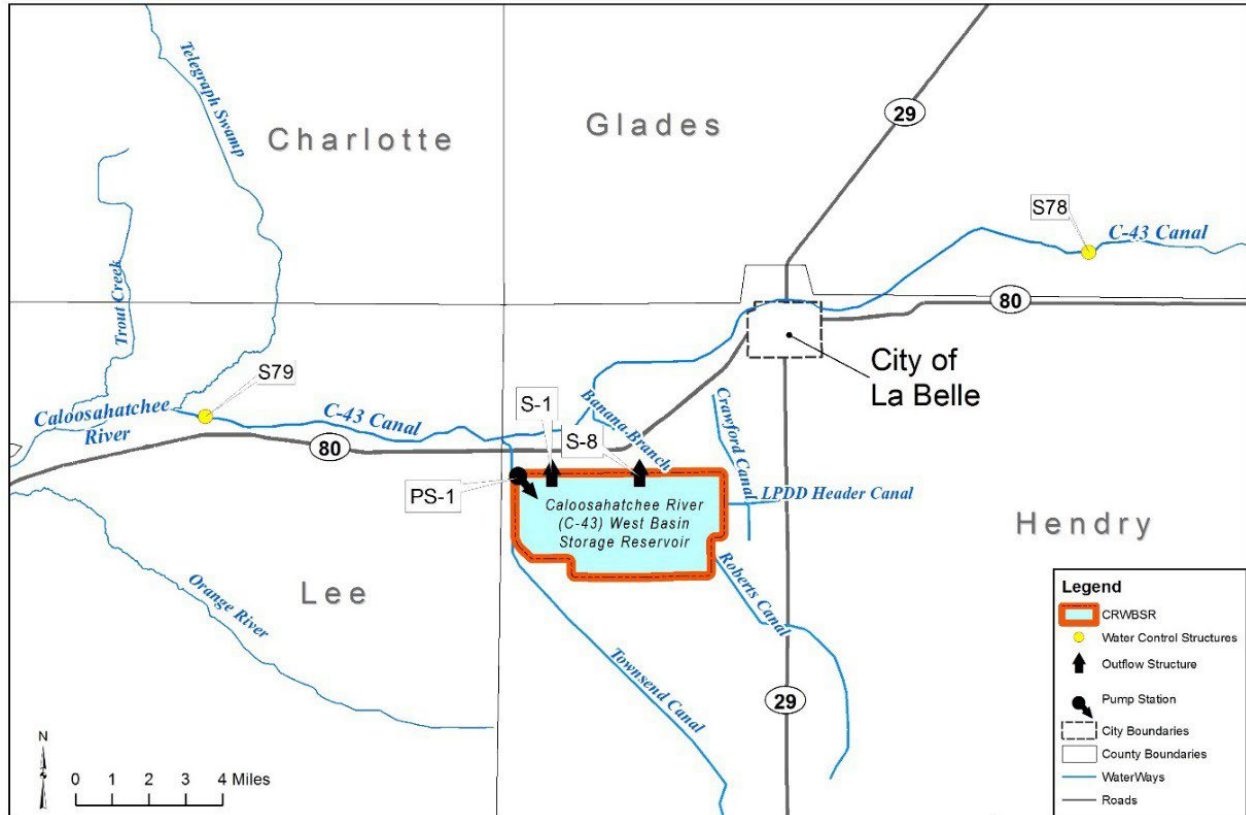 Telegraph Swamp
Charlotte
Glades
29
S78
C-43 Canal
Trout Creek
80
City of
La Belle
S79
Caloosahatchee
River
C-43 Canal
80
S-1
Banana Branch
S-8
Crawford Canal
PS-1
Caloosahatchee River
(C-43) West Basin
Storage Reservoir
LPDD Header Canal
Hendry
Lee
Orange River
Roberts Canal
Townsend Canal
29
N
0 1 2 3 4 Miles
Legend
CRWBSR
Water Control Structures
Outflow Structure
Pump Station
City Boundaries
County Boundaries
WaterWays
Roads